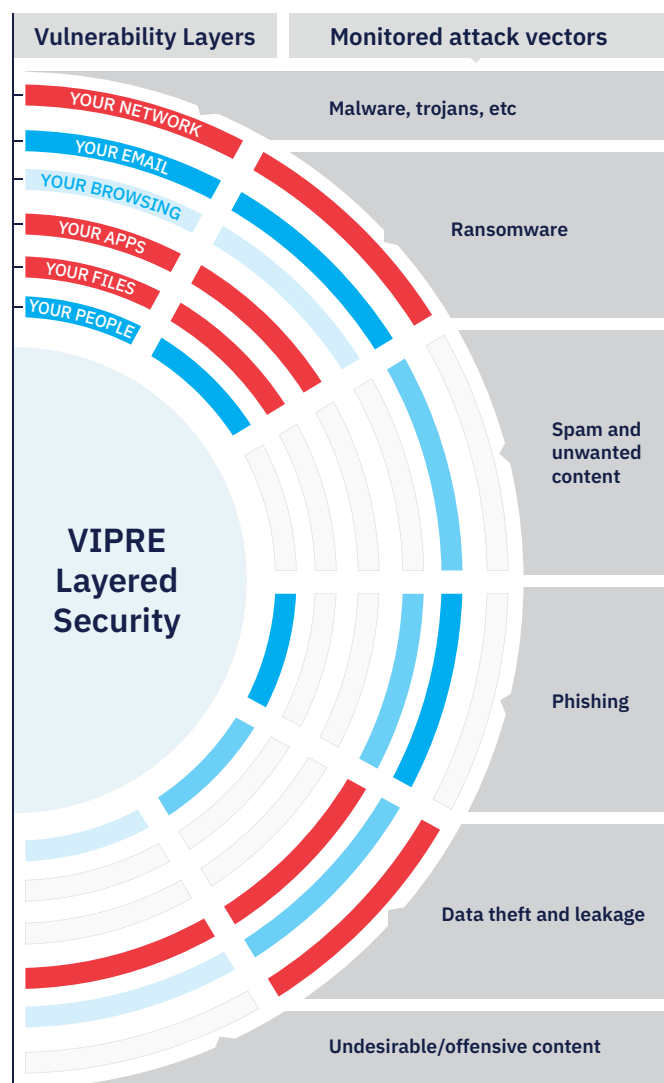 Vulnerability Layers
Monitored attack vectors
YOUR NETWORK
YOUR EMAIL
YOUR BROWSING
YOUR APPS
YOUR FILES
YOUR PEOPLE
Malware, trojans, etc
Ransomware
Spam and
unwanted
content
VIPRE
Layered
Security
Phishing
Data theft and leakage
Undesirable/offensive content